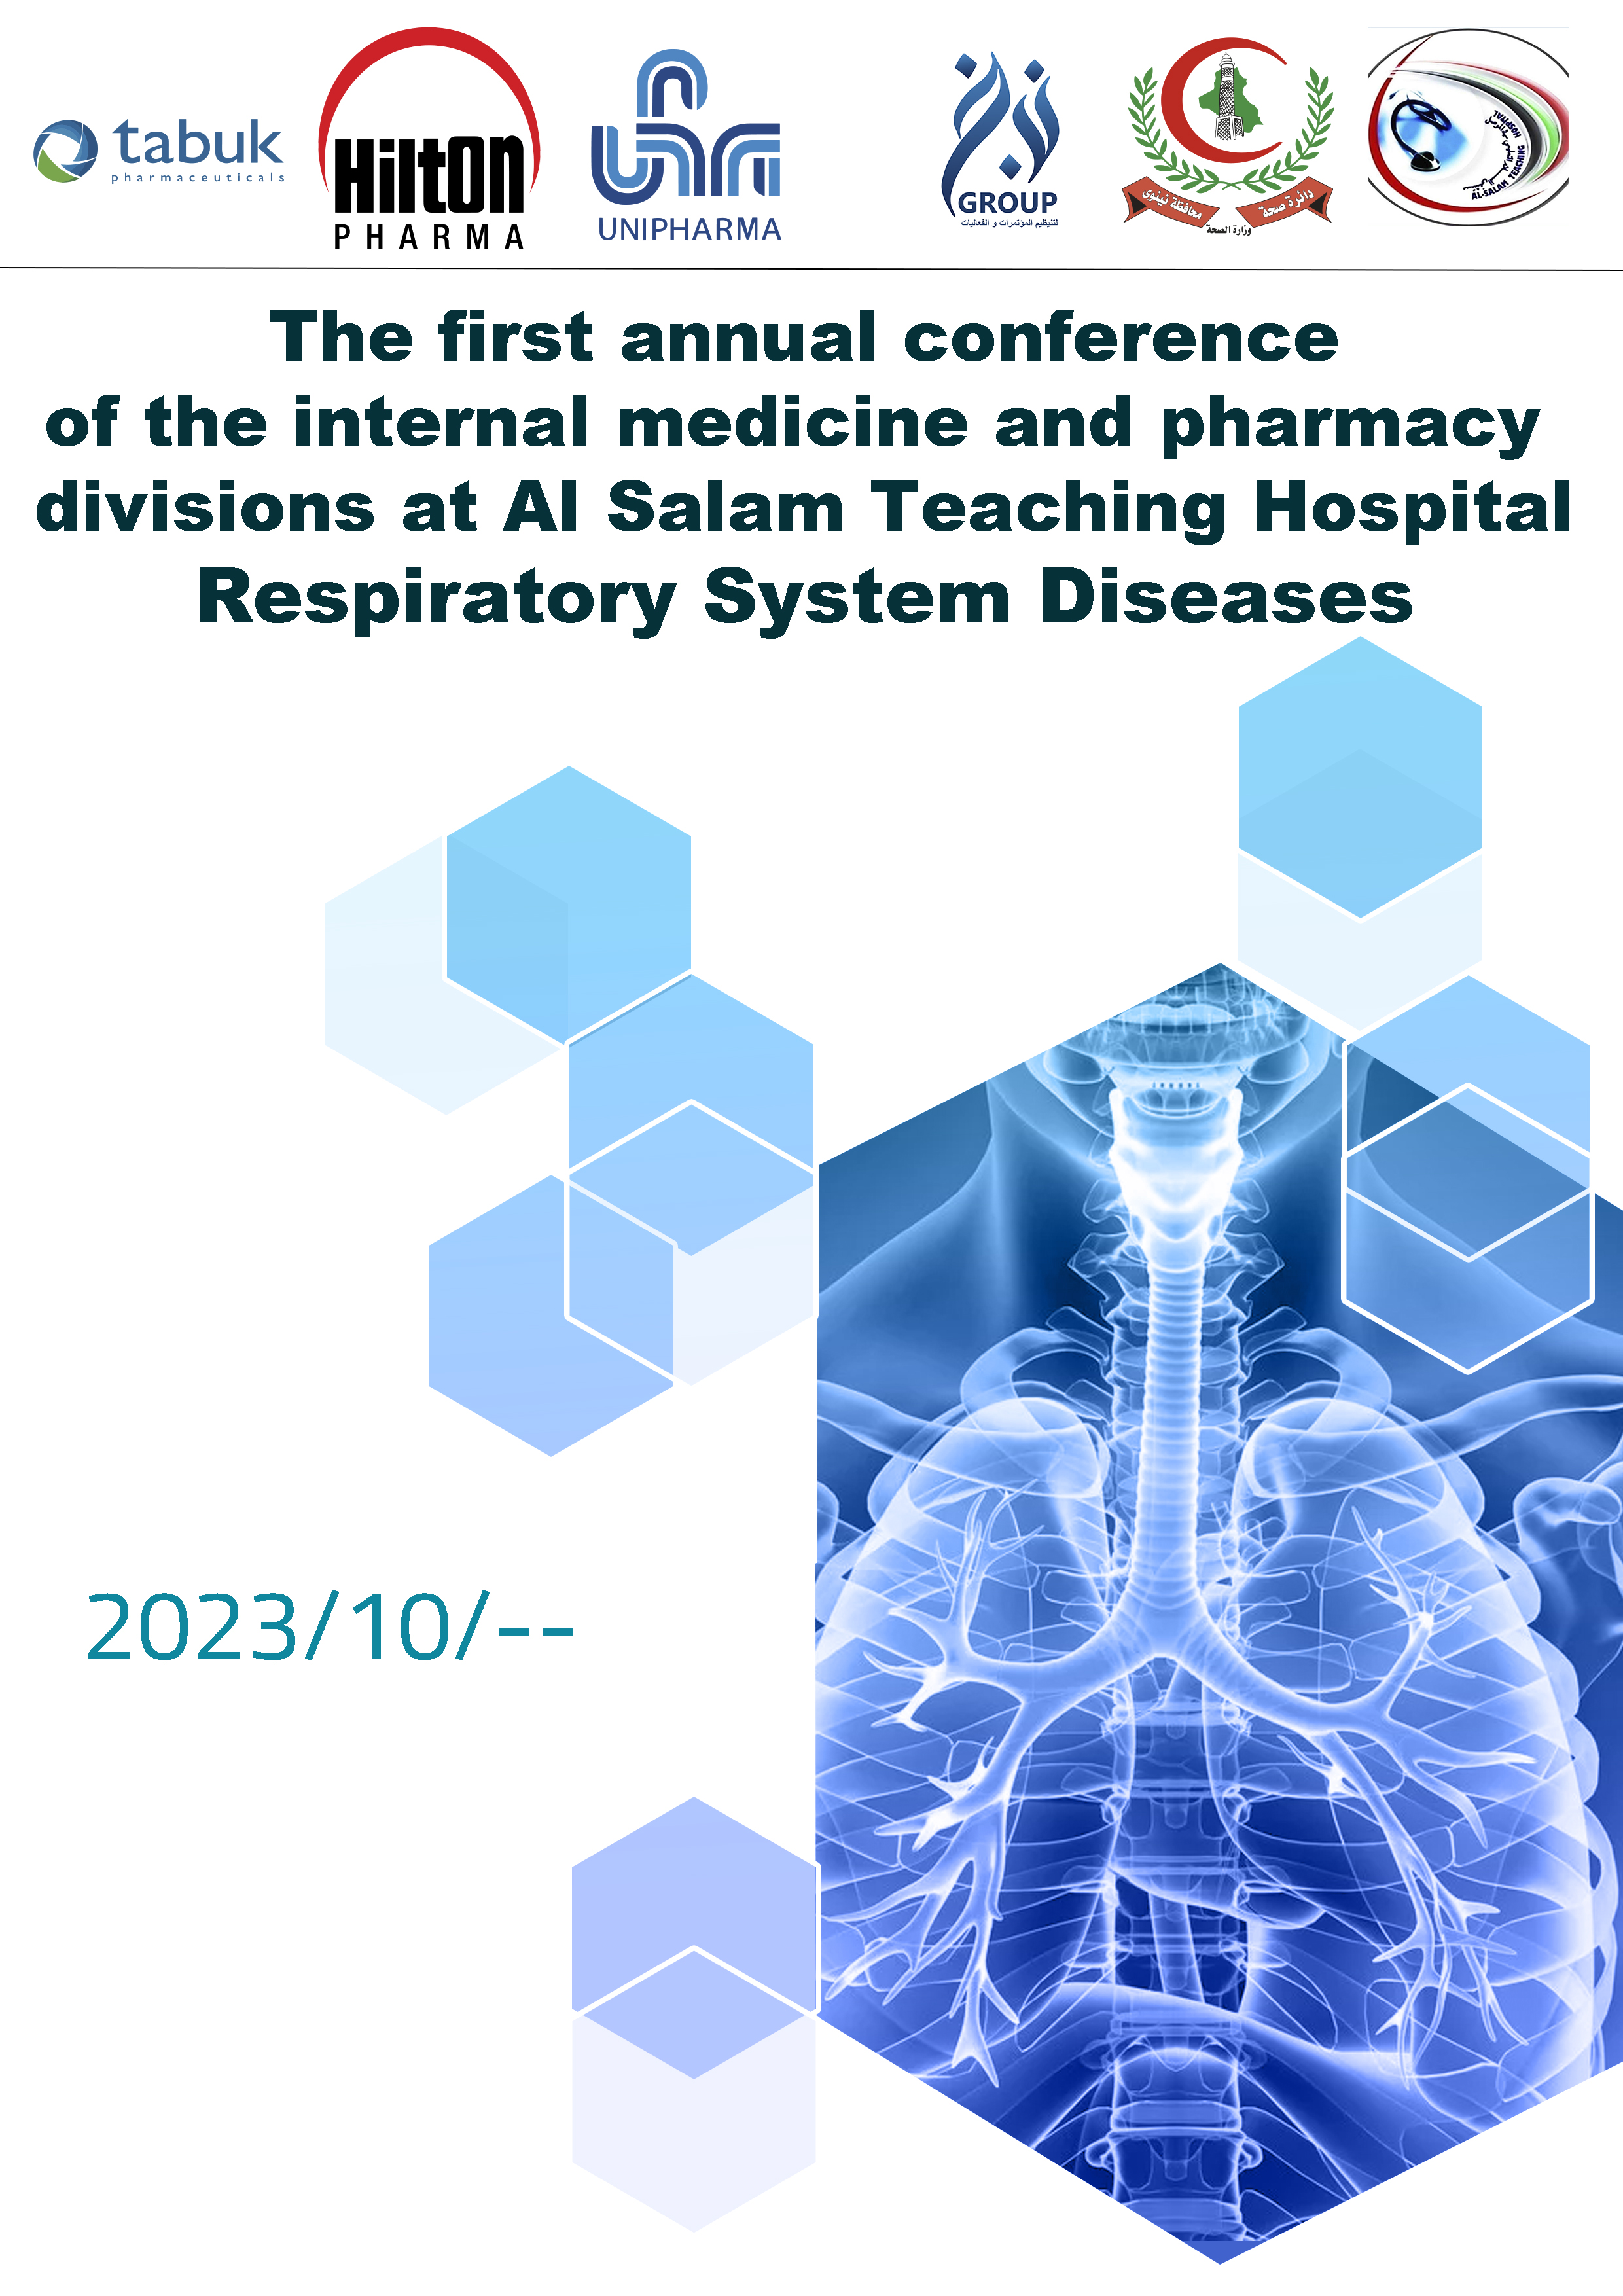 tabuk
pharmaceuticals
Hilton
PHARMA
UNIPHARMA
GROUP
لتنظيم المؤتمرات و الفعاليات
محافظة نينوى
دائرة صحة
وزارة الصحة
AL-SALAM TEACHING HOSPITAL
The first annual conference
of the internal medicine and pharmacy
divisions at Al Salam Teaching Hospital
Respiratory System Diseases
2023/10/--